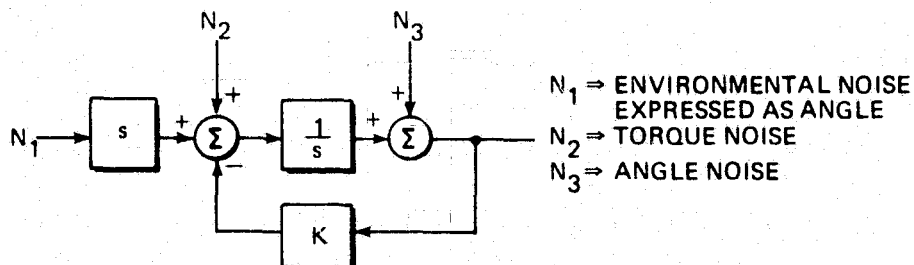 N2
N3
N1 ⇒ ENVIRONMENTAL NOISE
EXPRESSED AS ANGLE
N2 ⇒ TORQUE NOISE
N3 ⇒ ANGLE NOISE
N1
s
+
+
Σ
−
1/s
+
+
Σ
K